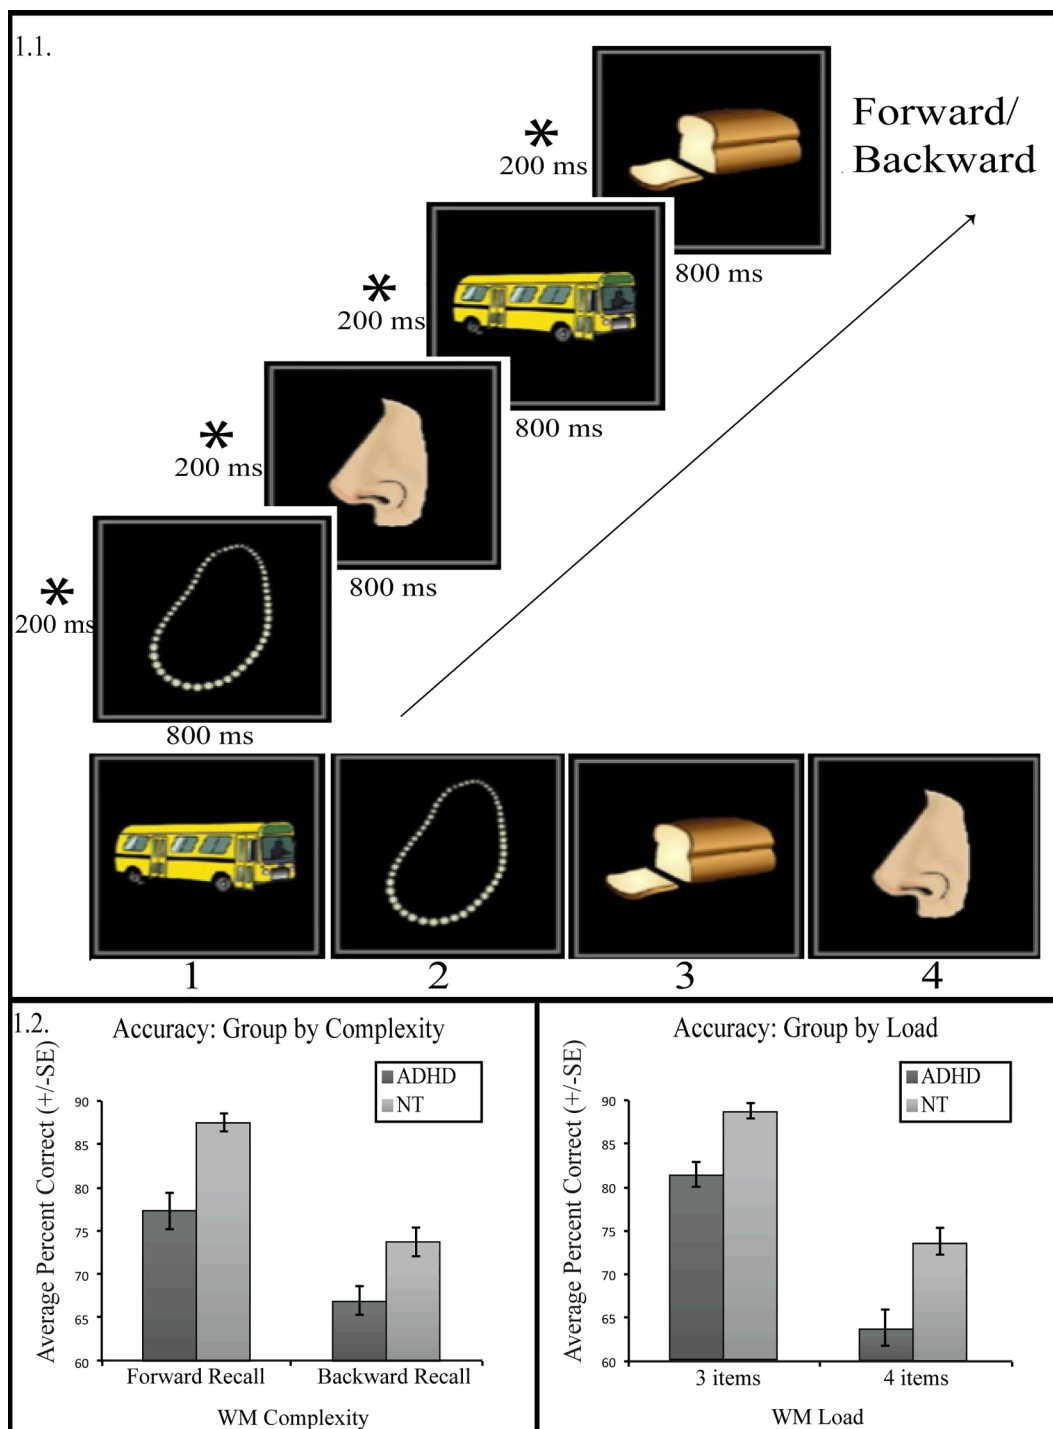 1.1.
Forward/
Backward
*
200 ms
800 ms
*
200 ms
800 ms
*
200 ms
800 ms
*
200 ms
800 ms
1 2 3 4
1.2.
Accuracy: Group by Complexity
ADHD
NT
Average Percent Correct (+/-SE)
90
85
80
75
70
65
60
Forward Recall Backward Recall
WM Complexity
Accuracy: Group by Load
ADHD
NT
Average Percent Correct (+/-SE)
90
85
80
75
70
65
60
3 items 4 items
WM Load